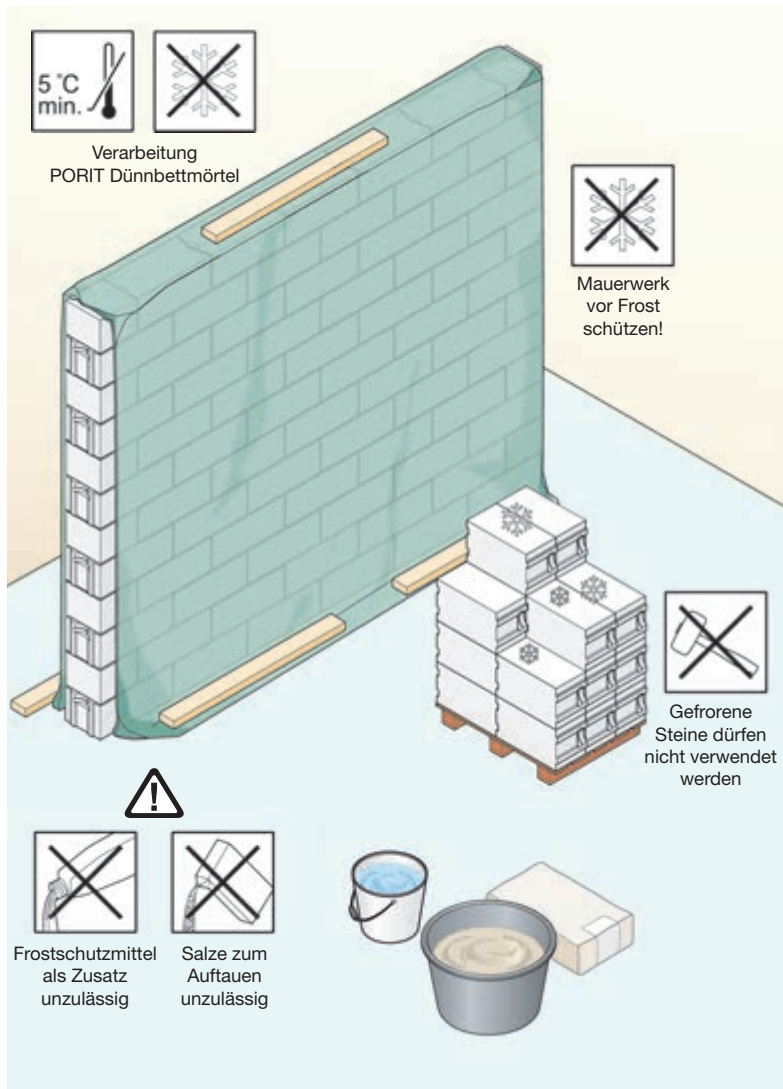 5 °C
min.
Verarbeitung
PORIT Dünnbettmörtel
Mauerwerk
vor Frost
schützen!
Gefrorene
Steine dürfen
nicht verwendet
werden
Frostschutzmittel
als Zusatz
unzulässig
Salze zum
Auftauen
unzulässig